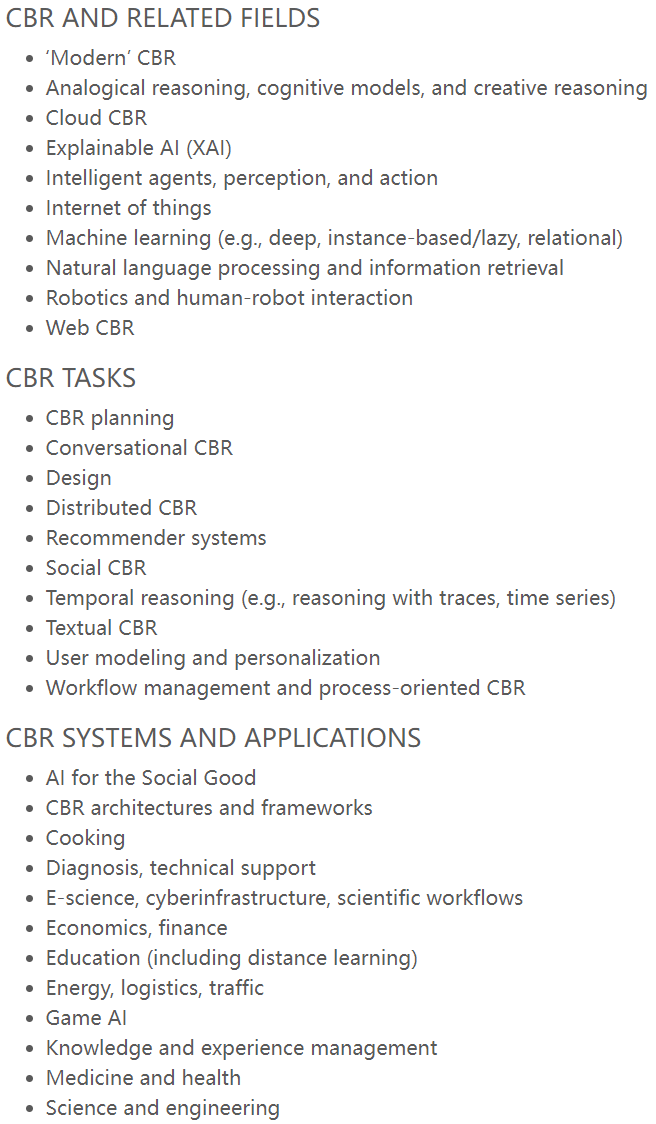 CBR AND RELATED FIELDS
• ‘Modern’ CBR
• Analogical reasoning, cognitive models, and creative reasoning
• Cloud CBR
• Explainable AI (XAI)
• Intelligent agents, perception, and action
• Internet of things
• Machine learning (e.g., deep, instance-based/lazy, relational)
• Natural language processing and information retrieval
• Robotics and human-robot interaction
• Web CBR
CBR TASKS
• CBR planning
• Conversational CBR
• Design
• Distributed CBR
• Recommender systems
• Social CBR
• Temporal reasoning (e.g., reasoning with traces, time series)
• Textual CBR
• User modeling and personalization
• Workflow management and process-oriented CBR
CBR SYSTEMS AND APPLICATIONS
• AI for the Social Good
• CBR architectures and frameworks
• Cooking
• Diagnosis, technical support
• E-science, cyberinfrastructure, scientific workflows
• Economics, finance
• Education (including distance learning)
• Energy, logistics, traffic
• Game AI
• Knowledge and experience management
• Medicine and health
• Science and engineering